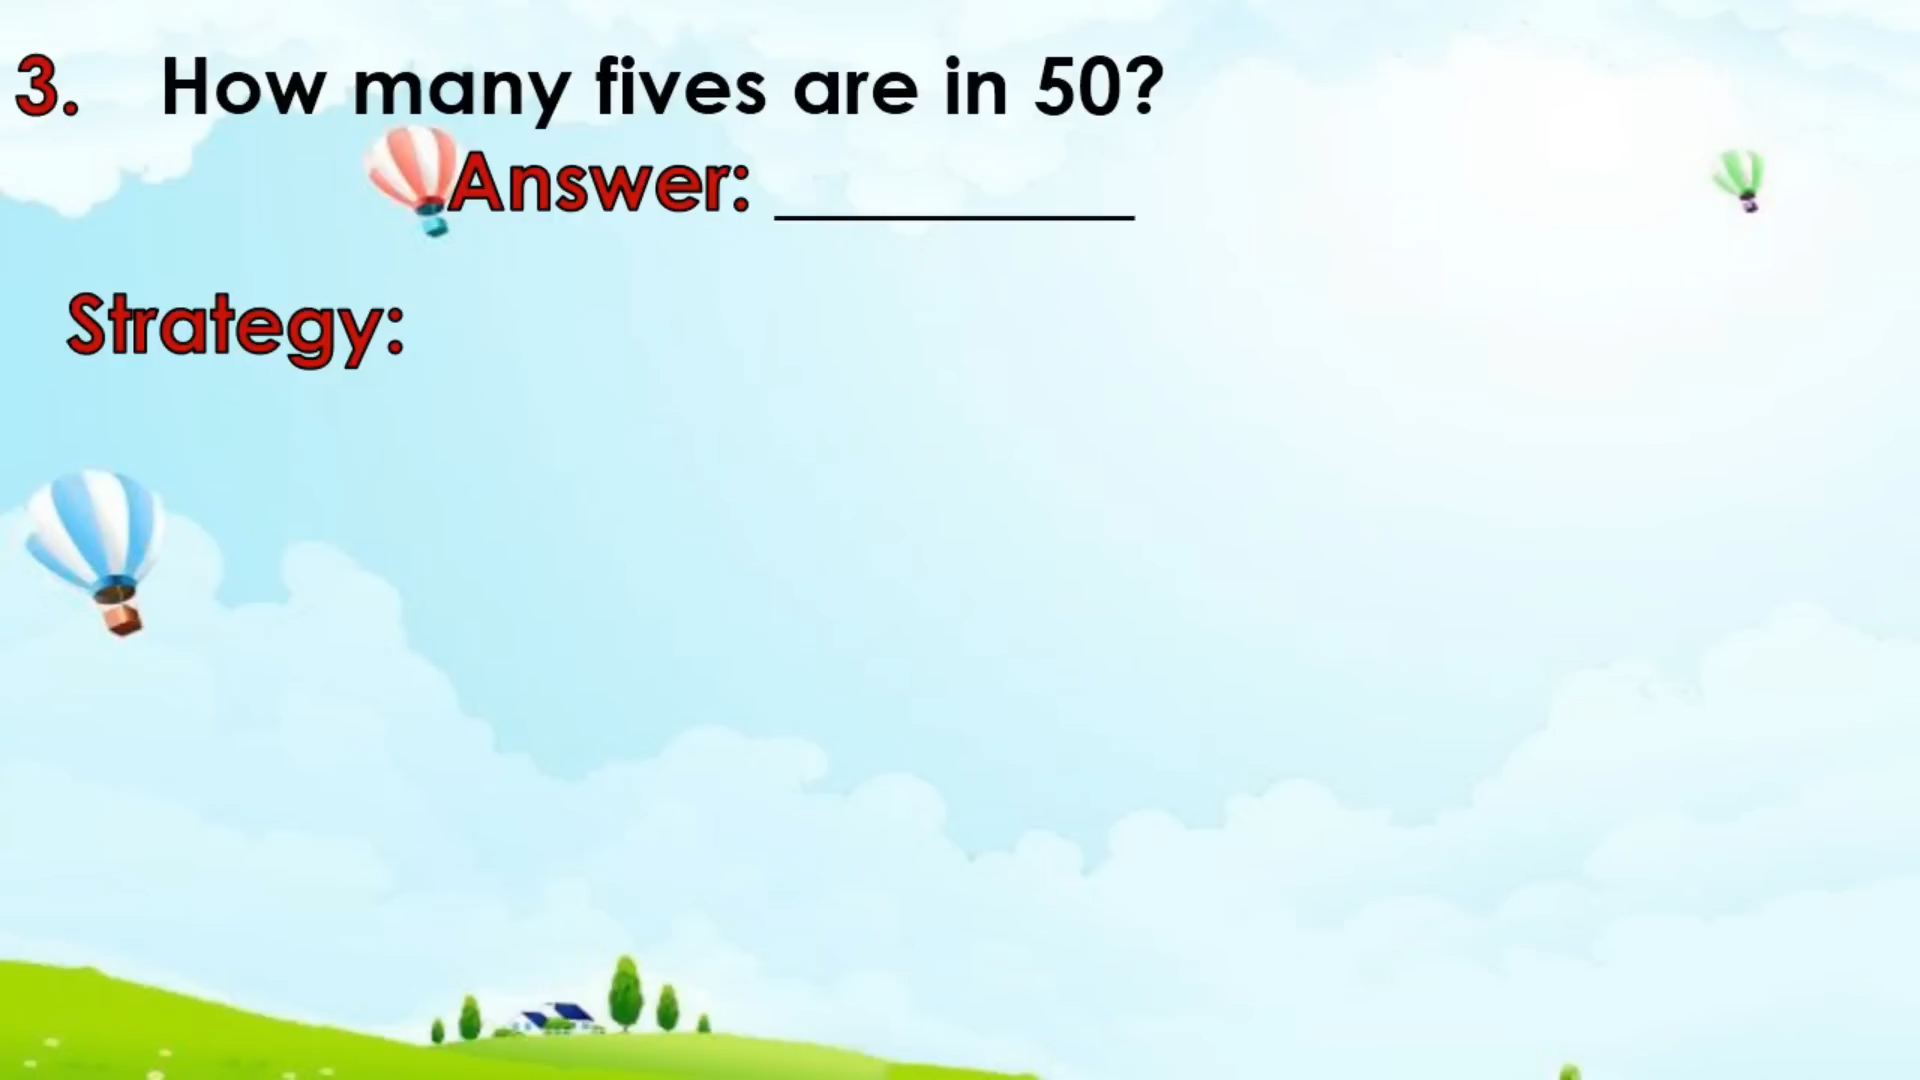 3. How many fives are in 50?
Answer: __________
Strategy: